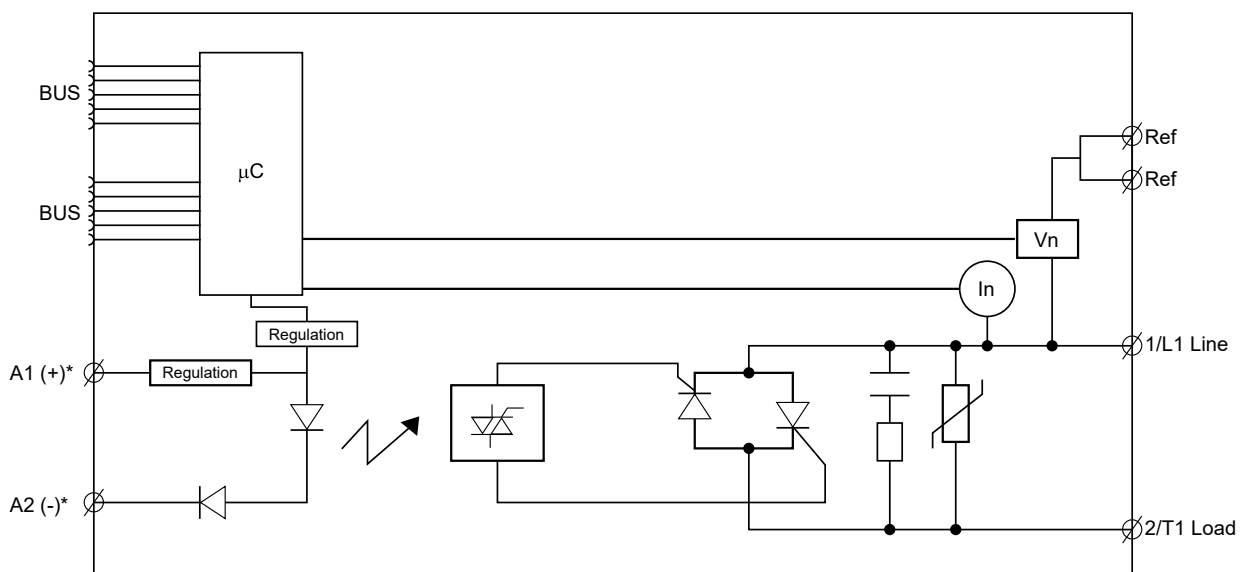 BUS
μC
Ref
Ref
BUS
Vn
In
Regulation
1/L1 Line
A1 (+)*
Regulation
A2 (-)*
2/T1 Load